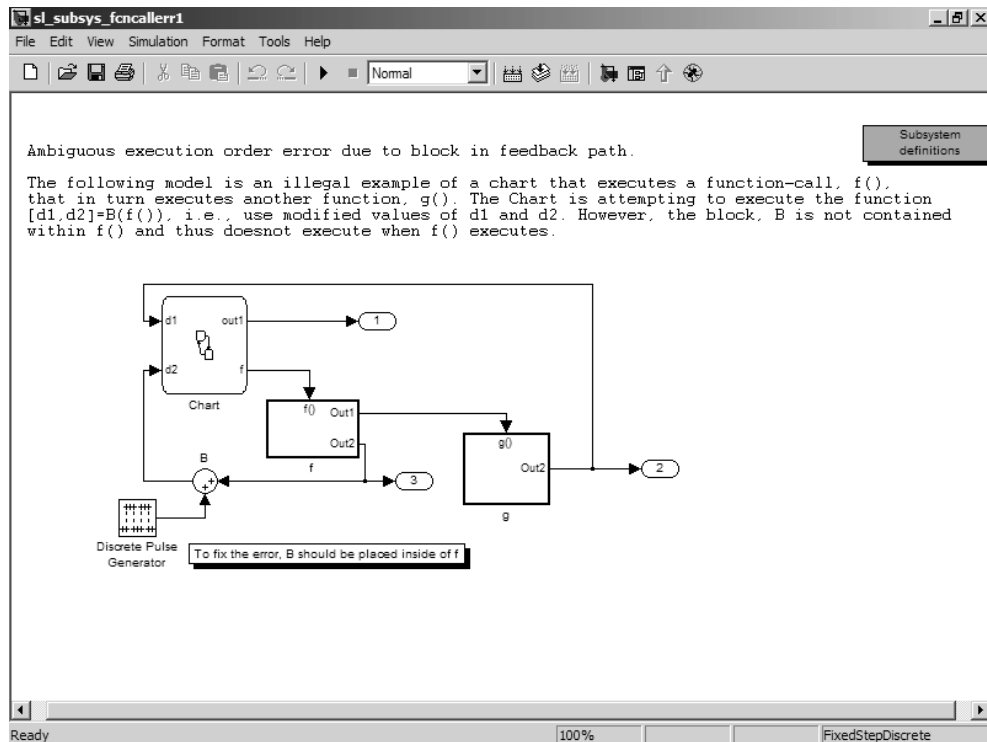 sl_subsys_fcncallerr1
File Edit View Simulation Format Tools Help
Normal
Subsystem
definitions
Ambiguous execution order error due to block in feedback path.
The following model is an illegal example of a chart that executes a function-call, f(),
that in turn executes another function, g(). The Chart is attempting to execute the function
[d1,d2]=B(f()), i.e., use modified values of d1 and d2. However, the block, B is not contained
within f() and thus doesnot execute when f() executes.
d1
out1
1
d2
f
Chart
f()
Out1
Out2
f
g()
Out2
2
g
B
3
Discrete Pulse
Generator
To fix the error, B should be placed inside of f
Ready
100%
FixedStepDiscrete